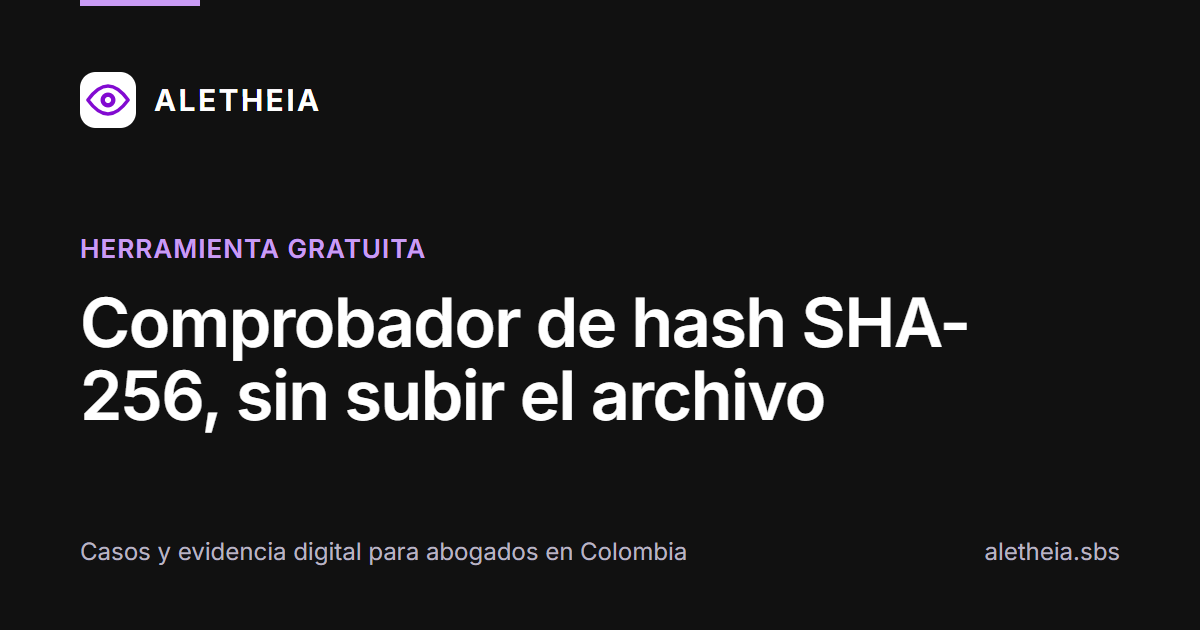 ALETHEIA
HERRAMIENTA GRATUITA
Comprobador de hash SHA-
256, sin subir el archivo
Casos y evidencia digital para abogados en Colombia
aletheia.sbs